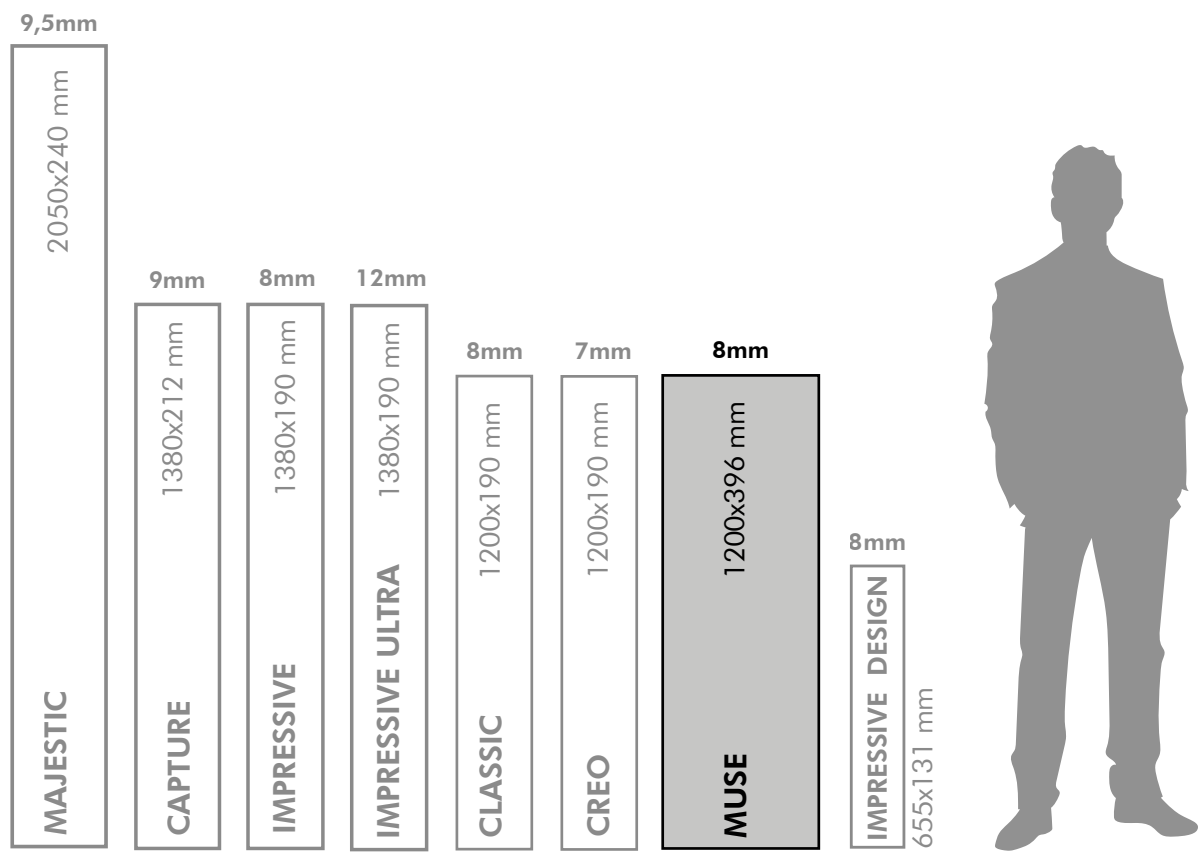 9,5mm
2050x240 mm
MAJESTIC
9mm
1380x212 mm
CAPTURE
8mm
1380x190 mm
IMPRESSIVE
12mm
1380x190 mm
IMPRESSIVE ULTRA
8mm
1200x190 mm
CLASSIC
7mm
1200x190 mm
CREO
8mm
1200x396 mm
MUSE
8mm
IMPRESSIVE DESIGN
655x131 mm